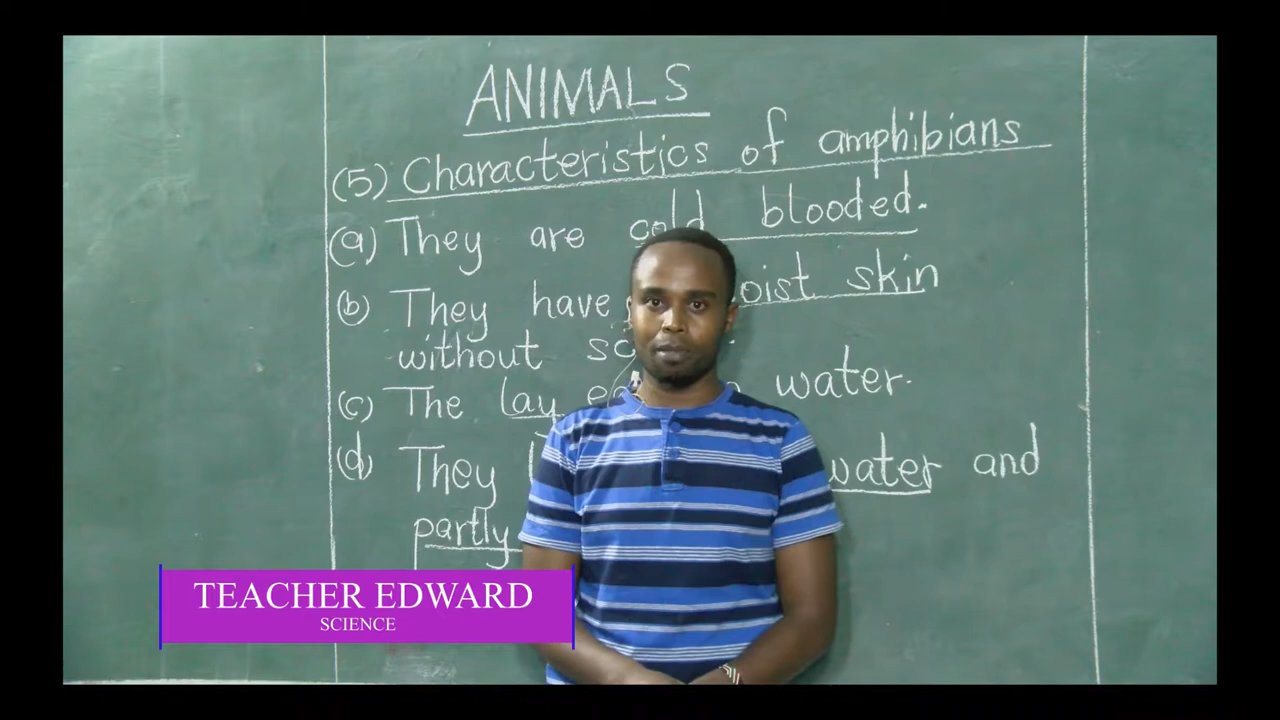 ANIMALS
(5) Characteristics of amphibians
(a) They are cold blooded.
(b) They have skin
without
(c) The lay water.
(d) They water and
partly
TEACHER EDWARD
SCIENCE